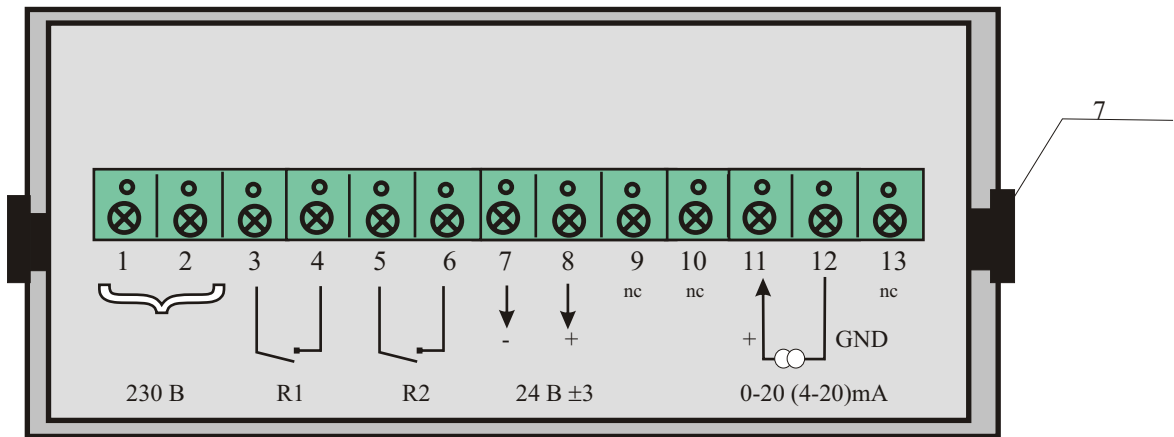 7
1 2 3 4 5 6 7 8 9 10 11 12 13
nc nc nc
- + + GND
230 В R1 R2 24 В ±3 0-20 (4-20)mA